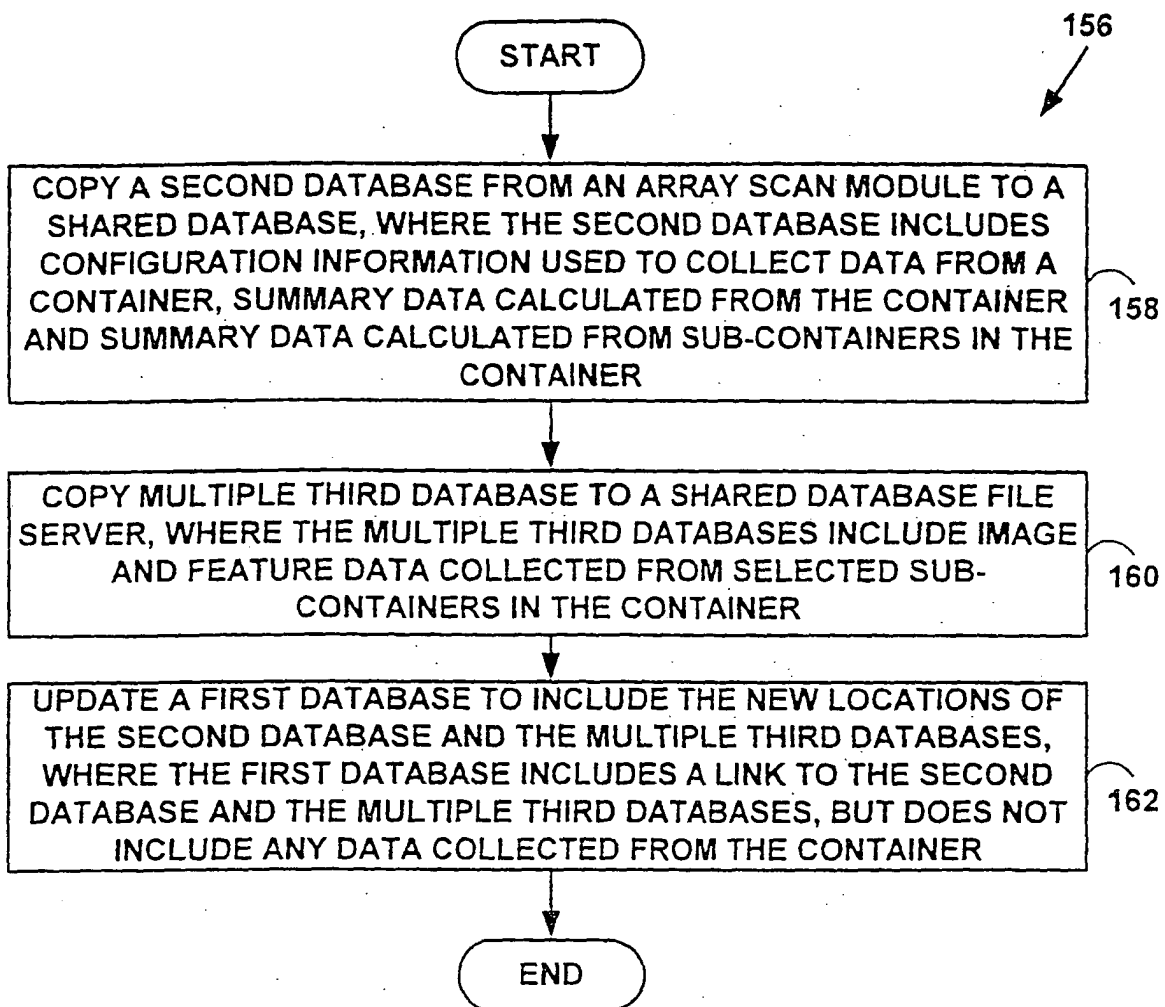 156
START
COPY A SECOND DATABASE FROM AN ARRAY SCAN MODULE TO A
SHARED DATABASE, WHERE THE SECOND DATABASE INCLUDES
CONFIGURATION INFORMATION USED TO COLLECT DATA FROM A
CONTAINER, SUMMARY DATA CALCULATED FROM THE CONTAINER
AND SUMMARY DATA CALCULATED FROM SUB-CONTAINERS IN THE
CONTAINER
158
COPY MULTIPLE THIRD DATABASE TO A SHARED DATABASE FILE
SERVER, WHERE THE MULTIPLE THIRD DATABASES INCLUDE IMAGE
AND FEATURE DATA COLLECTED FROM SELECTED SUB-
CONTAINERS IN THE CONTAINER
160
UPDATE A FIRST DATABASE TO INCLUDE THE NEW LOCATIONS OF
THE SECOND DATABASE AND THE MULTIPLE THIRD DATABASES,
WHERE THE FIRST DATABASE INCLUDES A LINK TO THE SECOND
DATABASE AND THE MULTIPLE THIRD DATABASES, BUT DOES NOT
INCLUDE ANY DATA COLLECTED FROM THE CONTAINER
162
END